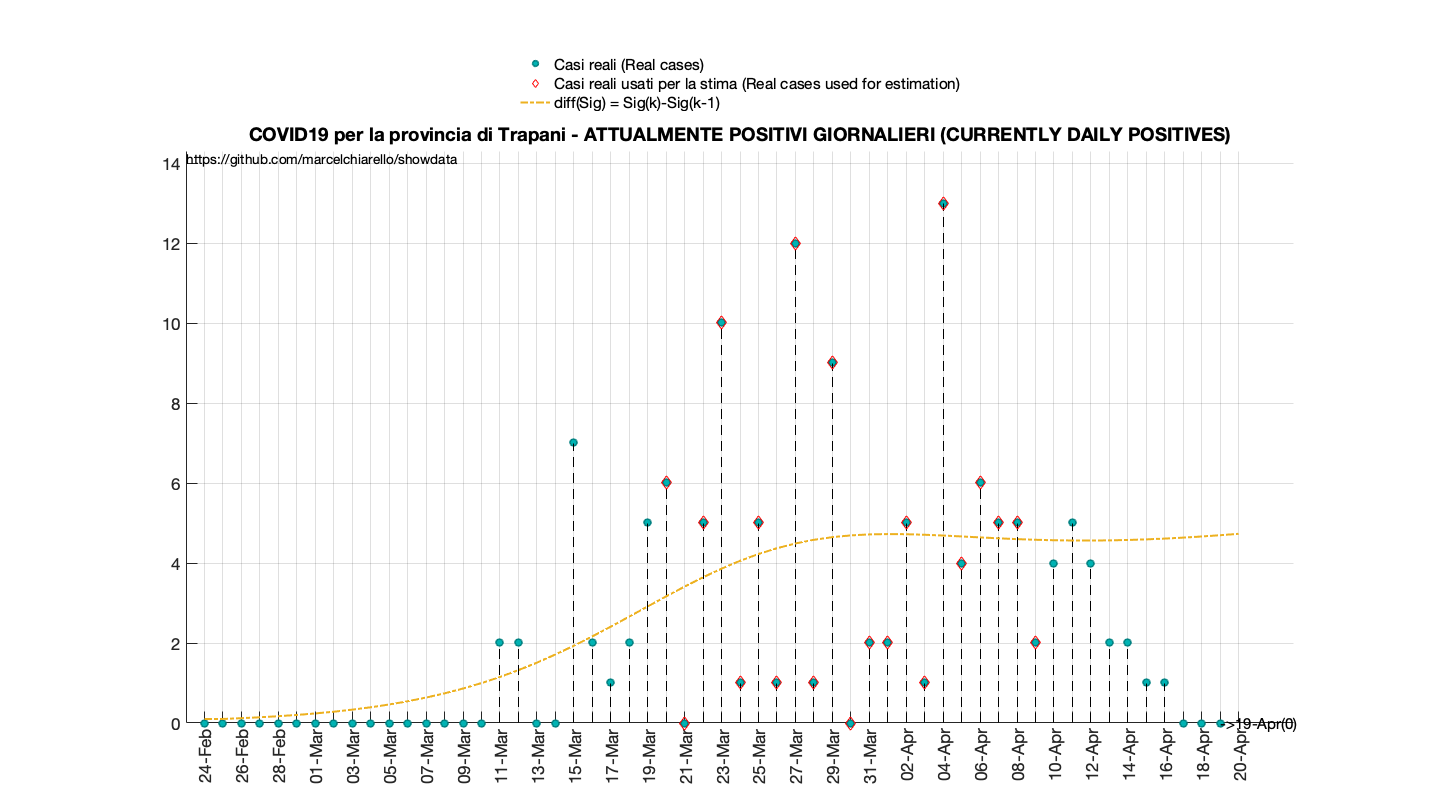 Casi reali (Real cases)
Casi reali usati per la stima (Real cases used for estimation)
diff(Sig) = Sig(k)-Sig(k-1)
COVID19 per la provincia di Trapani - ATTUALMENTE POSITIVI GIORNALIERI (CURRENTLY DAILY POSITIVES)
https://github.com/marcelchiarello/showdata
14
12
10
8
6
4
2
0
->19-Apr(0)
24-Feb
26-Feb
28-Feb
01-Mar
03-Mar
05-Mar
07-Mar
09-Mar
11-Mar
13-Mar
15-Mar
17-Mar
19-Mar
21-Mar
23-Mar
25-Mar
27-Mar
29-Mar
31-Mar
02-Apr
04-Apr
06-Apr
08-Apr
10-Apr
12-Apr
14-Apr
16-Apr
18-Apr
20-Apr